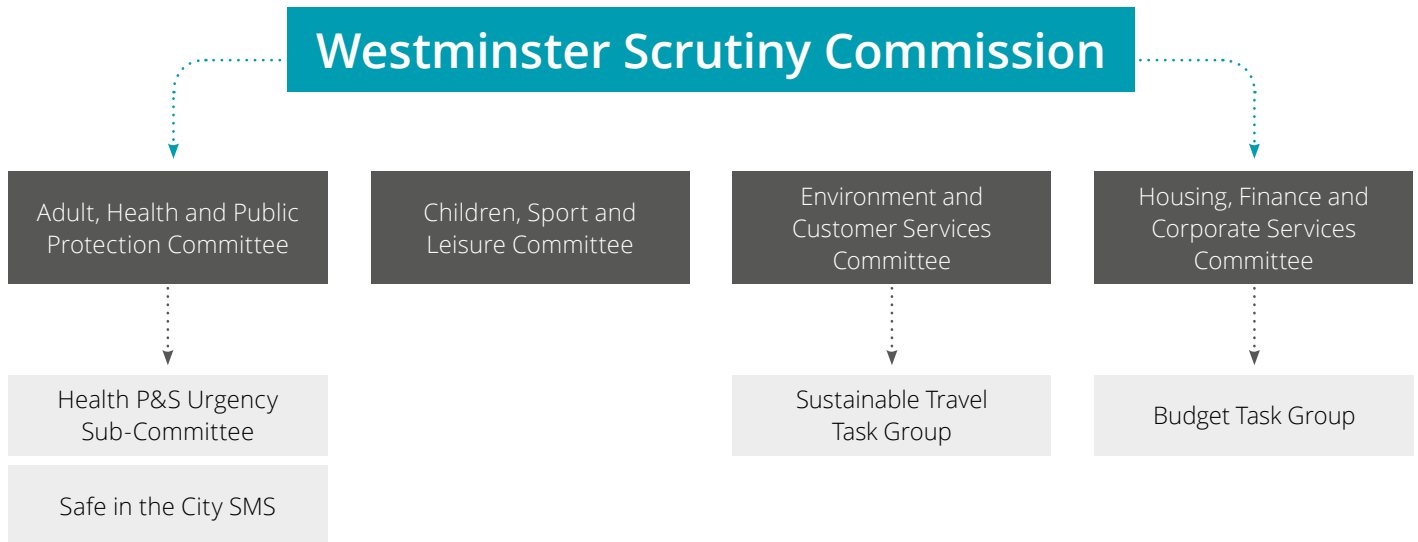 Westminster Scrutiny Commission
Adult, Health and Public
Protection Committee
Children, Sport and
Leisure Committee
Environment and
Customer Services
Committee
Housing, Finance and
Corporate Services
Committee
Health P&S Urgency
Sub-Committee
Sustainable Travel
Task Group
Budget Task Group
Safe in the City SMS